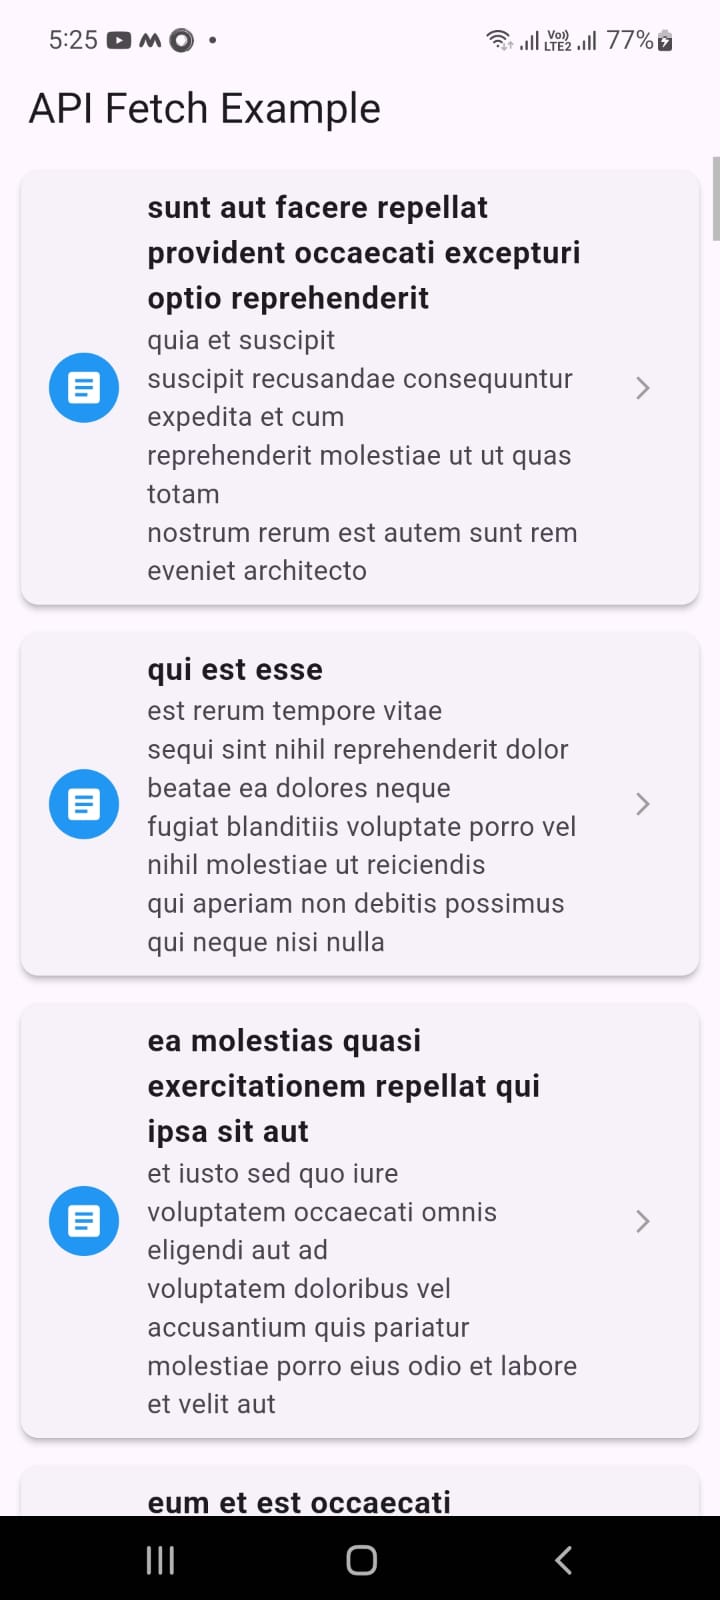 5:25
Vo))
LTE2
77%
API Fetch Example
sunt aut facere repellat
provident occaecati excepturi
optio reprehenderit
quia et suscipit
suscipit recusandae consequuntur
expedita et cum
reprehenderit molestiae ut ut quas
totam
nostrum rerum est autem sunt rem
eveniet architecto
qui est esse
est rerum tempore vitae
sequi sint nihil reprehenderit dolor
beatae ea dolores neque
fugiat blanditiis voluptate porro vel
nihil molestiae ut reiciendis
qui aperiam non debitis possimus
qui neque nisi nulla
ea molestias quasi
exercitationem repellat qui
ipsa sit aut
et iusto sed quo iure
voluptatem occaecati omnis
eligendi aut ad
voluptatem doloribus vel
accusantium quis pariatur
molestiae porro eius odio et labore
et velit aut
eum et est occaecati